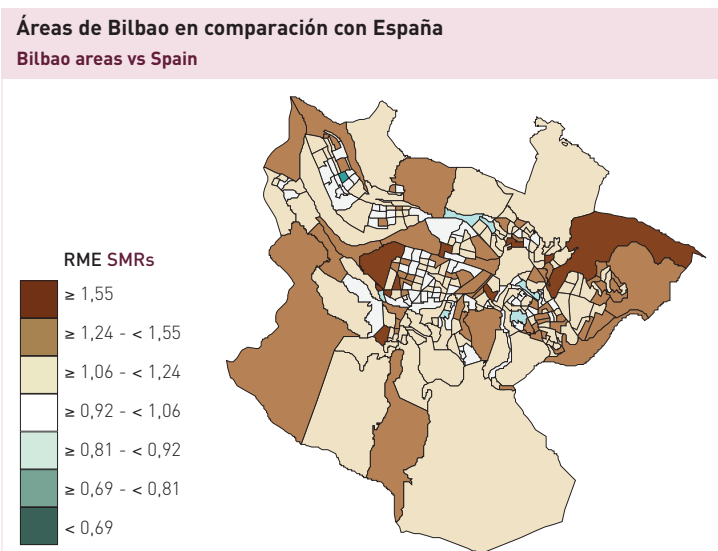 Áreas de Bilbao en comparación con España
Bilbao areas vs Spain
RME SMRs
≥ 1,55
≥ 1,24 - < 1,55
≥ 1,06 - < 1,24
≥ 0,92 - < 1,06
≥ 0,81 - < 0,92
≥ 0,69 - < 0,81
< 0,69